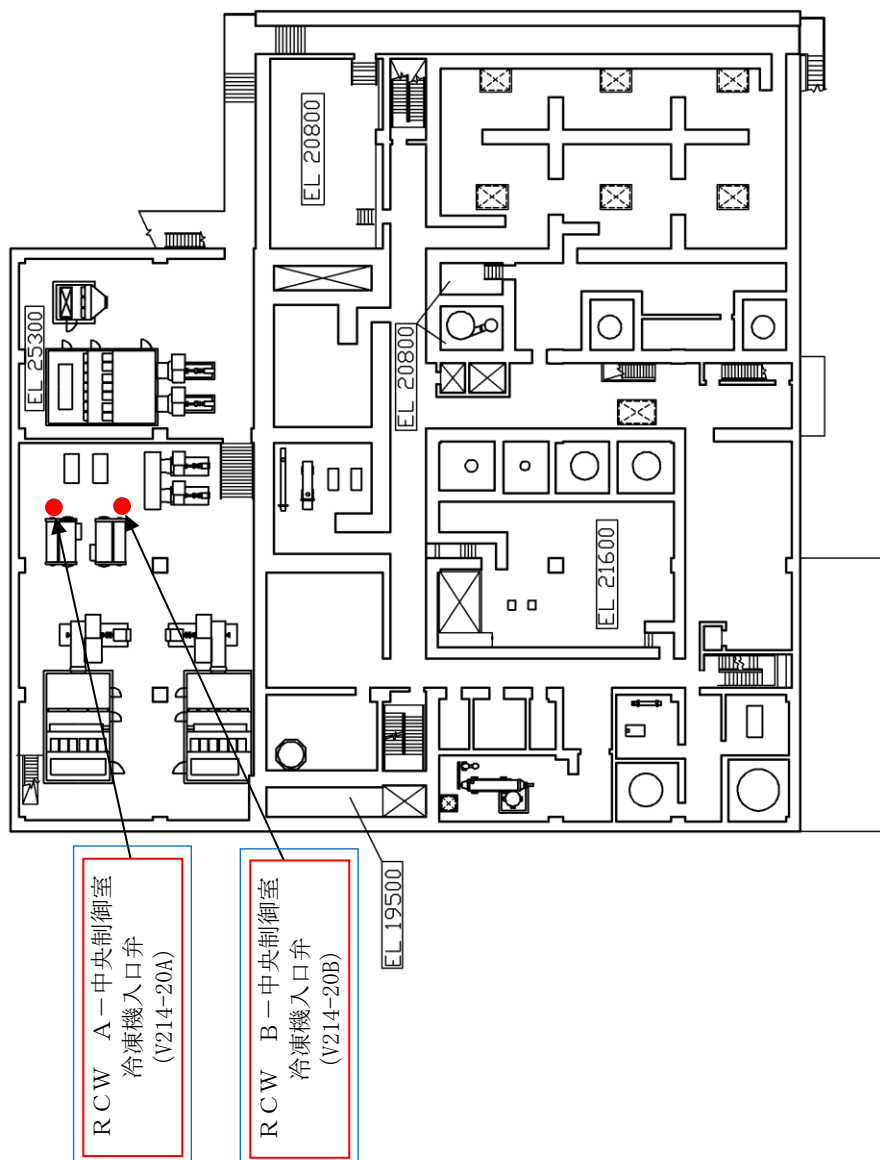 EL 20800
EL 25300
EL 20800
EL 21600
EL 19500
ＲＣＷ　Ａ－中央制御室
冷凍機入口弁
(V214-20A)
ＲＣＷ　Ｂ－中央制御室
冷凍機入口弁
(V214-20B)